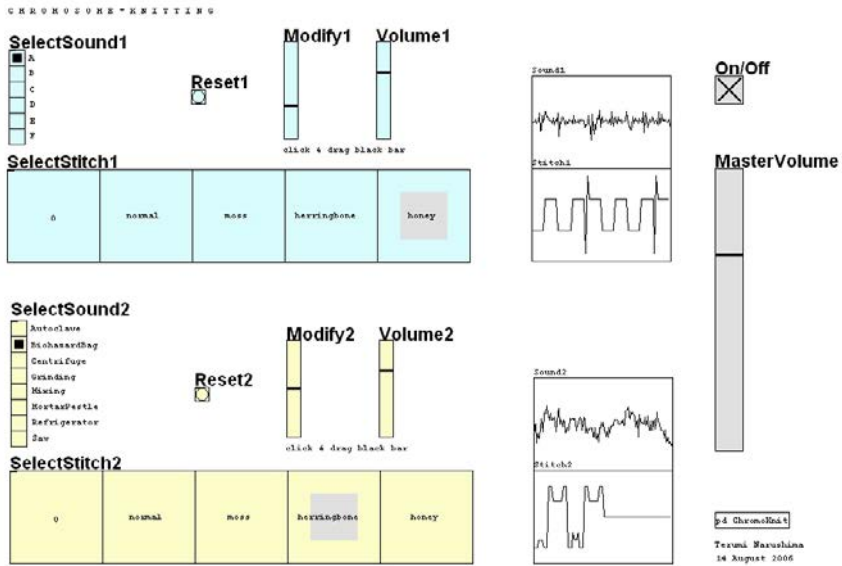 CHROMOSOME-KNITTING
SelectSound1
A
B
C
D
E
F
Reset1
Modify1
Volume1
click & drag black bar
SelectStitch1
0
normal
moss
herringbone
honey
Sound1
Stitch1
On/Off
MasterVolume
SelectSound2
Autoclave
BiohazardBag
Centrifuge
Grinding
Mixing
MortarPestle
Refrigerator
Saw
Reset2
Modify2
Volume2
click & drag black bar
SelectStitch2
0
normal
moss
herringbone
honey
Sound2
Stitch2
pd ChromoKnit
Terumi Narushima
14 August 2006